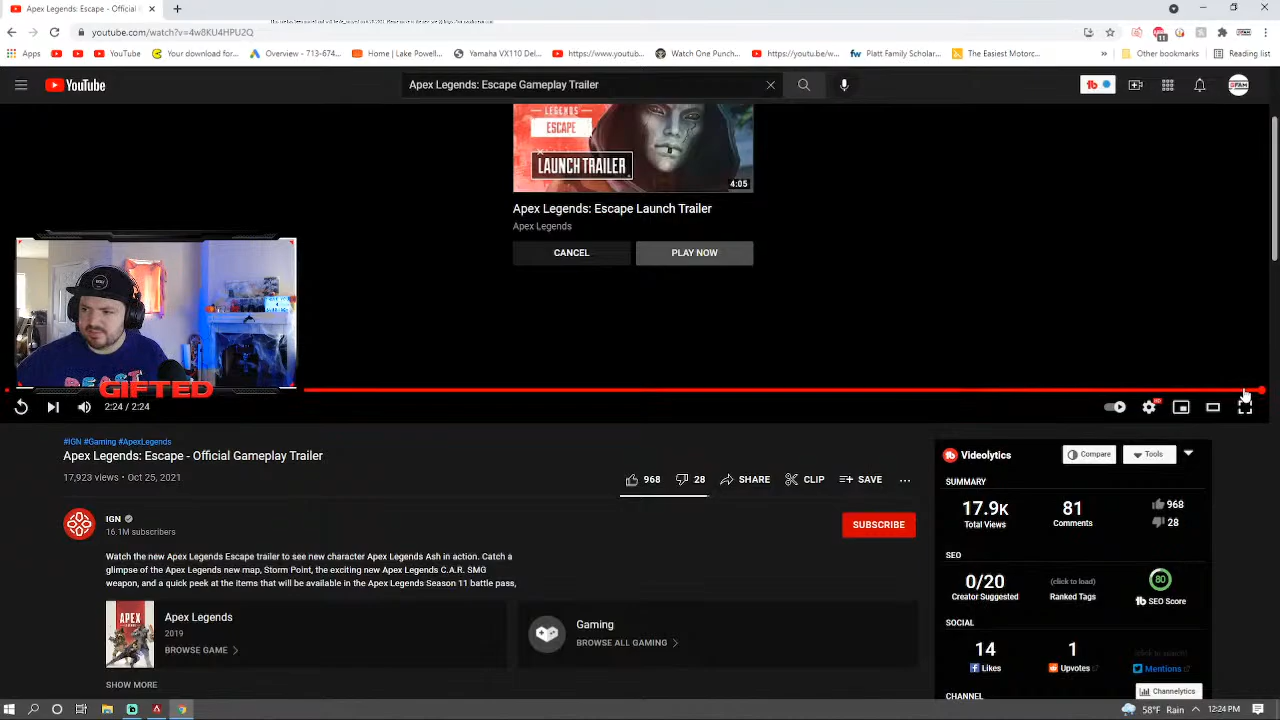 Apex Legends: Escape - Official
youtube.com/watch?v=4w8KU4HPU2Q
Apps
YouTube
Your download for...
Overview - 713-674...
Home | Lake Powell...
Yamaha VX110 Del...
https://www.youtub...
Watch One Punch...
https://youtu.be/w...
fw Platt Family Scholar...
The Easiest Motorc...
»
Other bookmarks
Reading list
YouTube
Apex Legends: Escape Gameplay Trailer
LEGENDS
ESCAPE
LAUNCH TRAILER
4:05
Apex Legends: Escape Launch Trailer
Apex Legends
CANCEL
PLAY NOW
GIFTED
2:24 / 2:24
#IGN #Gaming #ApexLegends
Apex Legends: Escape - Official Gameplay Trailer
17,923 views • Oct 25, 2021
968
28
SHARE
CLIP
SAVE
...
IGN
16.1M subscribers
SUBSCRIBE
Watch the new Apex Legends Escape trailer to see new character Apex Legends Ash in action. Catch a
glimpse of the Apex Legends new map, Storm Point, the exciting new Apex Legends C.A.R. SMG
weapon, and a quick peek at the items that will be available in the Apex Legends Season 11 battle pass,
APEX
Apex Legends
2019
BROWSE GAME
Gaming
BROWSE ALL GAMING
SHOW MORE
tb Videolytics
Compare
Tools
SUMMARY
17.9K
Total Views
81
Comments
968
28
SEO
0/20
Creator Suggested
(click to load)
Ranked Tags
80
tb SEO Score
SOCIAL
14
Likes
1
Upvotes
(click to search)
Mentions
CHANNEL
Channelytics
58°F Rain
12:24 PM